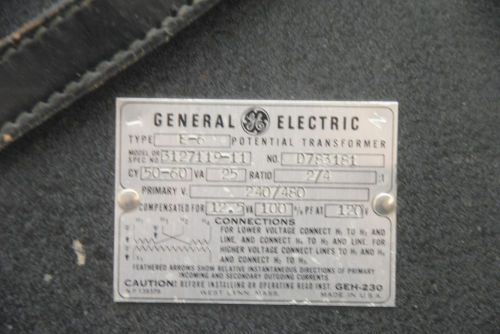 GENERAL GE ELECTRIC
TYPE E-6 POTENTIAL TRANSFORMER
MODEL OR SPEC NO. 3127119-11 NO. D783181
CY 50-60 VA 25 RATIO 2/4 :1
PRIMARY V. 240/480
COMPENSATED FOR 12.5 VA 100 % PF AT 120 V
CONNECTIONS
FOR LOWER VOLTAGE CONNECT H₁ TO H₃ AND
LINE, AND CONNECT H₂ TO H₄ AND LINE. FOR
HIGHER VOLTAGE CONNECT LINES TO H₁ AND
H₄ AND CONNECT H₂ TO H₃.
FEATHERED ARROWS SHOW RELATIVE INSTANTANEOUS DIRECTIONS OF PRIMARY
INCOMING AND SECONDARY OUTGOING CURRENTS
CAUTION! BEFORE INSTALLING OR OPERATING READ INST. GEH-230
WEST LYNN, MASS. MADE IN U.S.A.